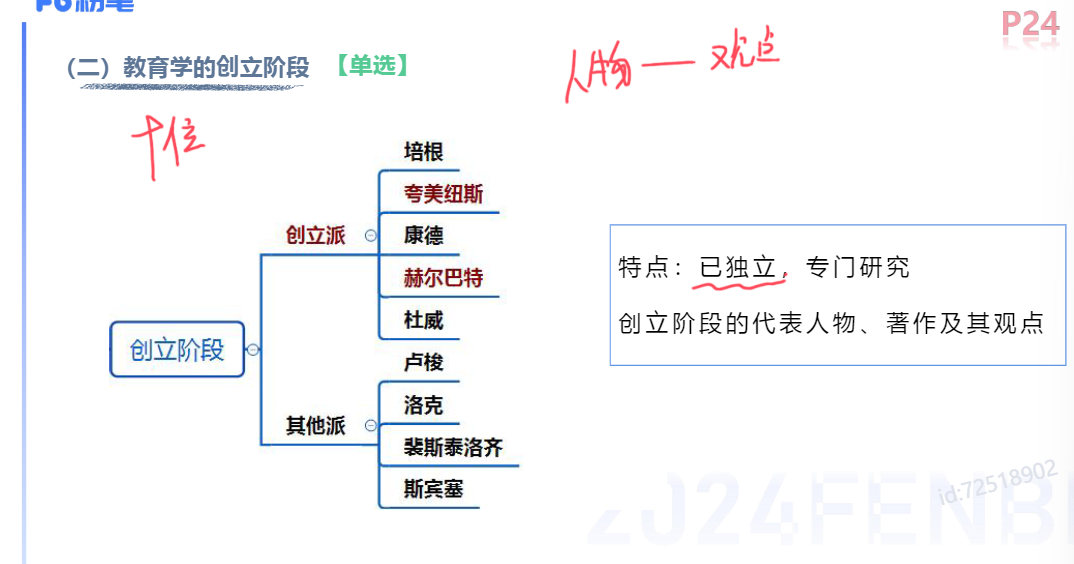 粉笔
P24
(二) 教育学的创立阶段 【单选】
人物 — 观点
十位
培根
夸美纽斯
创立派
康德
赫尔巴特
杜威
创立阶段
卢梭
洛克
其他派
裴斯泰洛齐
斯宾塞
特点：已独立，专门研究
创立阶段的代表人物、著作及其观点
id:72518902
2024FENBI